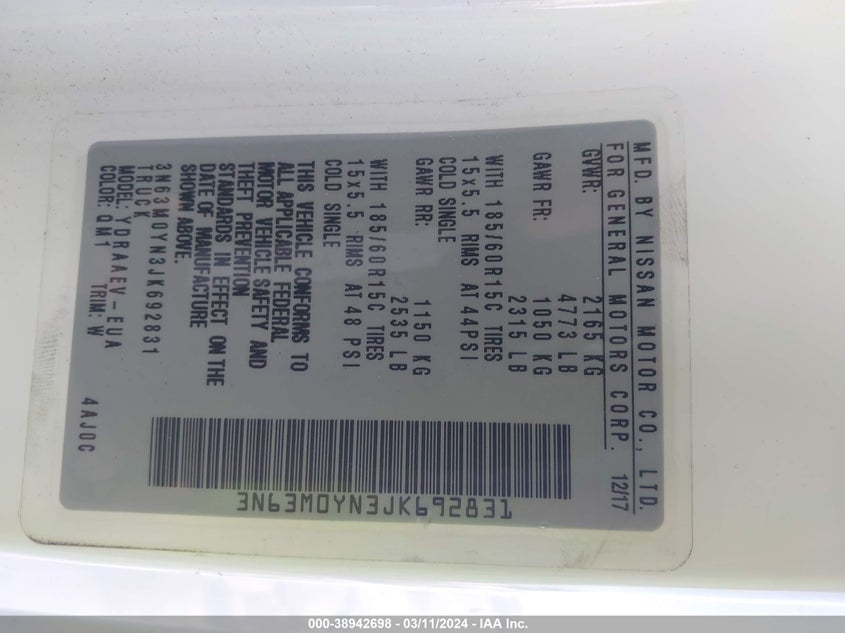 MFD. BY NISSAN MOTOR CO., LTD.
FOR GENERAL MOTORS CORP. 12/17
GVWR: 2165 KG
4773 LB
GAWR FR: 1050 KG
2315 LB
WITH 185/60R15C TIRES
15x5.5 RIMS AT 44PSI
COLD SINGLE
GAWR RR: 1150 KG
2535 LB
WITH 185/60R15C TIRES
15x5.5 RIMS AT 48 PSI
COLD SINGLE
THIS VEHICLE CONFORMS TO
ALL APPLICABLE FEDERAL
MOTOR VEHICLE SAFETY AND
THEFT PREVENTION
STANDARDS IN EFFECT ON THE
DATE OF MANUFACTURE
SHOWN ABOVE.
3N63M0YN3JK692831
TRUCK
MODEL: YDRAAEV-EUA
COLOR: QM1 TRIM: W 4AJ0C
3N63M0YN3JK692831
000-38942698 - 03/11/2024 - IAA Inc.